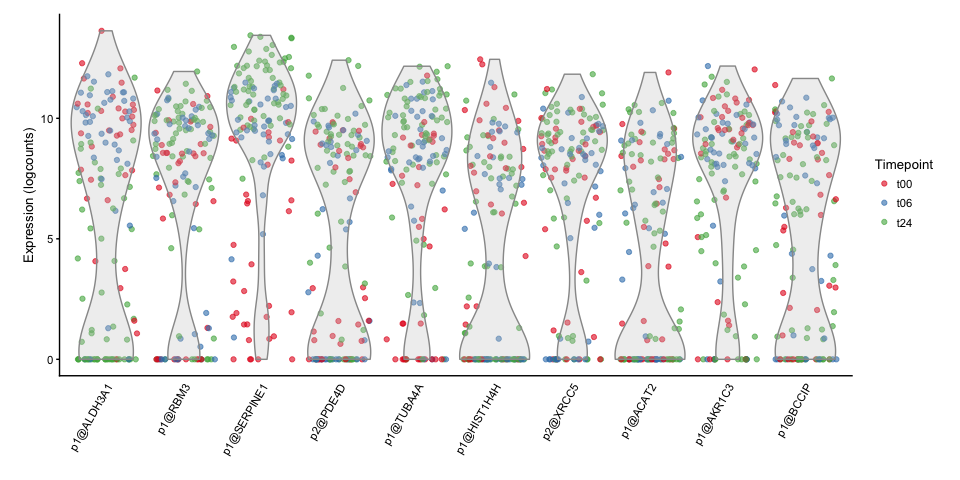 Expression (logcounts)
10
5
0
p1@ALDH3A1
p1@RBM3
p1@SERPINE1
p2@PDE4D
p1@TUBA4A
p1@HIST1H4H
p2@XRCC5
p1@ACAT2
p1@AKR1C3
p1@BCCIP
Timepoint
t00
t06
t24